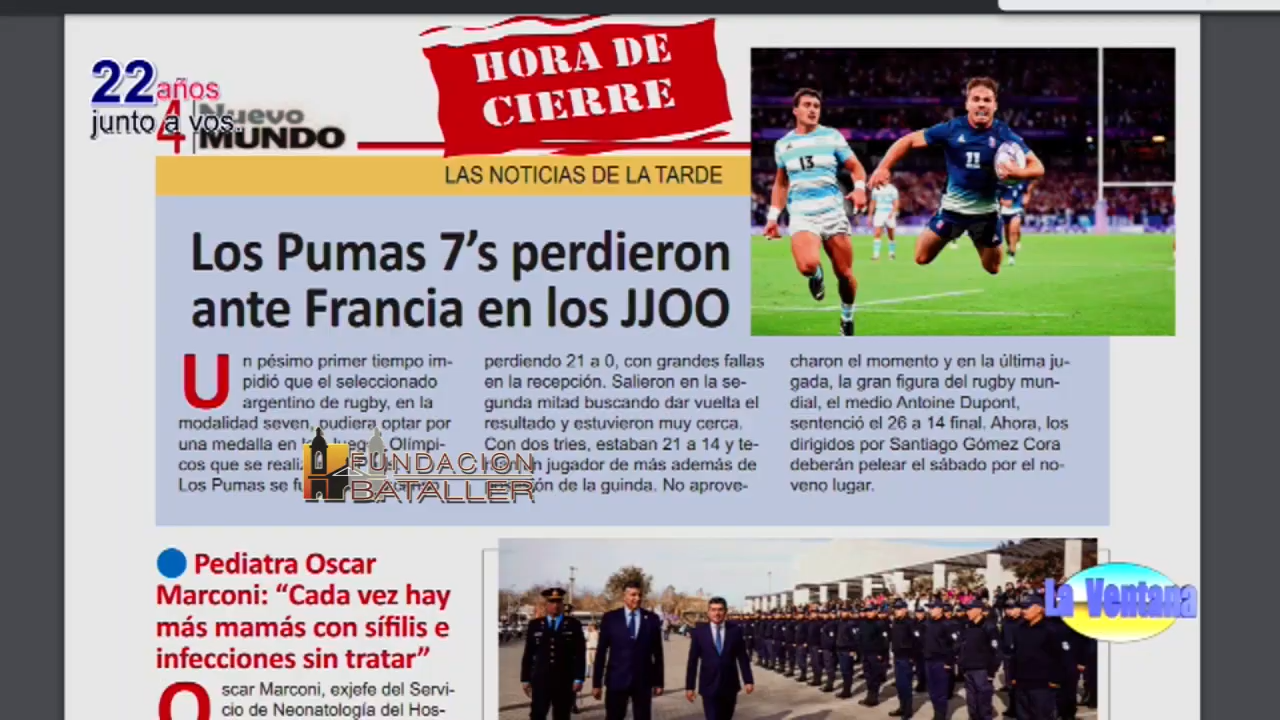 22 años
junto a vos.
4
Nuevo
MUNDO
HORA DE
CIERRE
LAS NOTICIAS DE LA TARDE
Los Pumas 7's perdieron
ante Francia en los JJOO
Un pésimo primer tiempo im-
pidió que el seleccionado
argentino de rugby, en la
modalidad seven, pudiera optar por
una medalla en Olímpi-
cos que se
Los Pumas se
perdiendo 21 a 0, con grandes fallas
en la recepción. Salieron en la se-
gunda mitad buscando dar vuelta el
resultado y estuvieron muy cerca.
Con dos tries, estaban 21 a 14 y te-
jugador de más además de
de la guinda. No aprove-
charon el momento y en la última ju-
gada, la gran figura del rugby mun-
dial, el medio Antoine Dupont,
sentenció el 26 a 14 final. Ahora, los
dirigidos por Santiago Gómez Cora
deberán pelear el sábado por el no-
veno lugar.
FUNDACION
BATALLER
13
11
Pediatra Oscar
Marconi: “Cada vez hay
más mamás con sífilis e
infecciones sin tratar”
Oscar Marconi, exjefe del Servi-
cio de Neonatología del Hos-
La Ventana